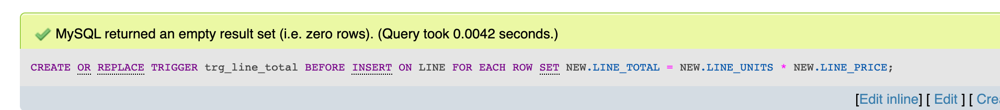 MySQL returned an empty result set (i.e. zero rows). (Query took 0.0042 seconds.)
CREATE OR REPLACE TRIGGER trg_line_total BEFORE INSERT ON LINE FOR EACH ROW SET NEW.LINE_TOTAL = NEW.LINE_UNITS * NEW.LINE_PRICE;
[Edit inline] [ Edit ] [